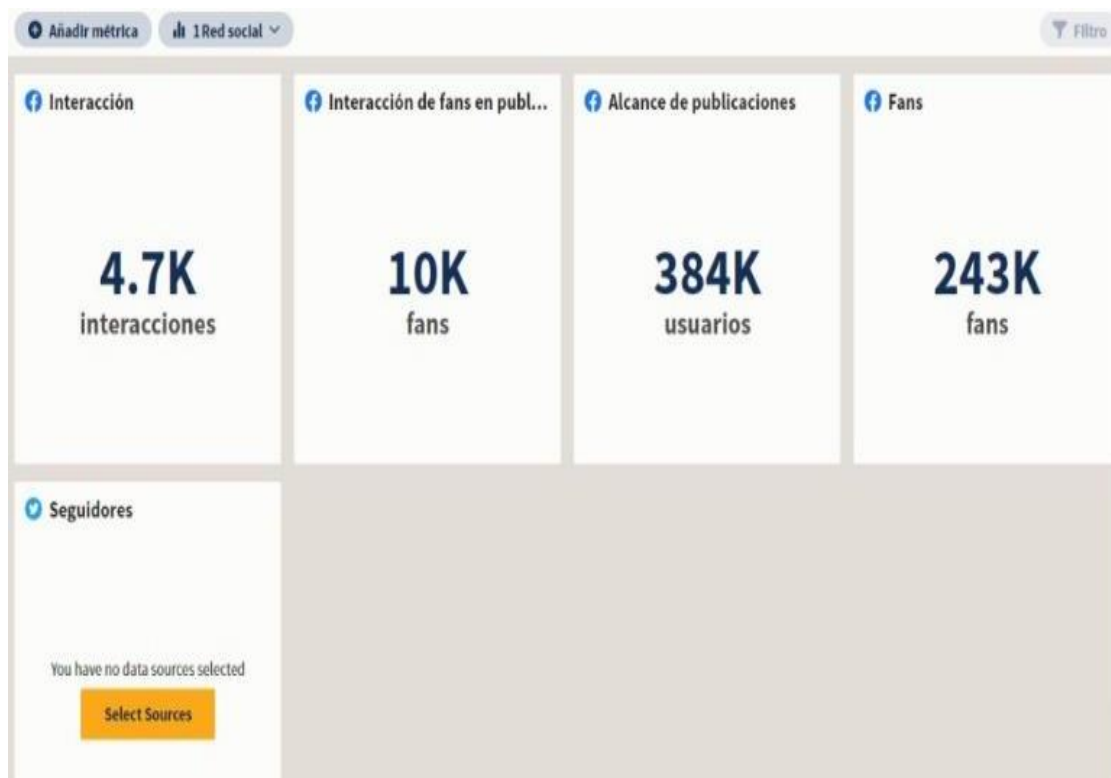 Añadir métrica
1 Red social
Filtro
Interacción
4.7K
interacciones
Interacción de fans en publ...
10K
fans
Alcance de publicaciones
384K
usuarios
Fans
243K
fans
Seguidores
You have no data sources selected
Select Sources